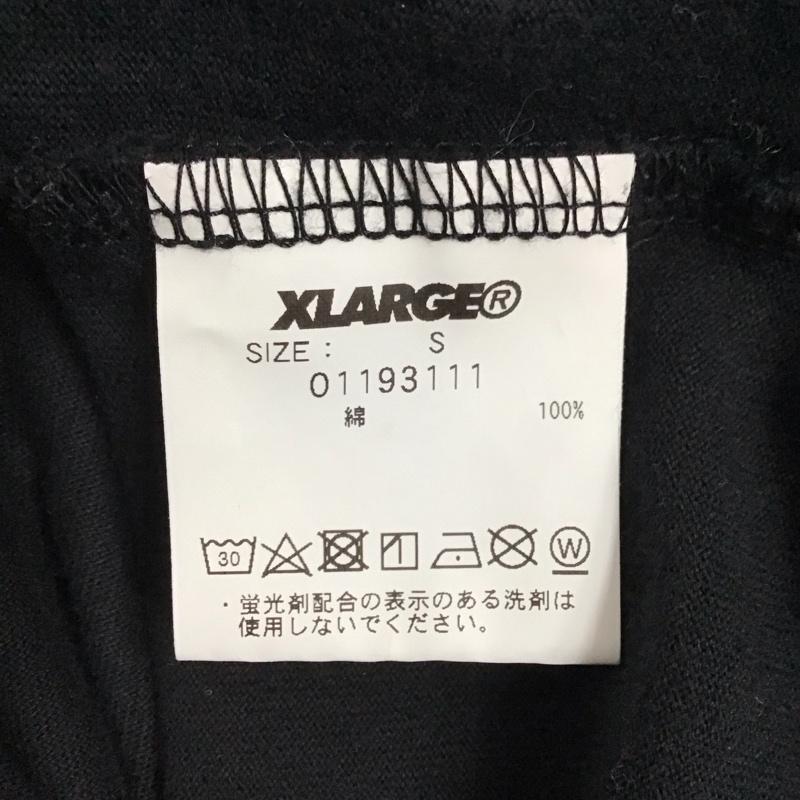 XLARGE®
SIZE : S
01193111
綿 100%
30 W
・蛍光剤配合の表示のある洗剤は
使用しないでください。